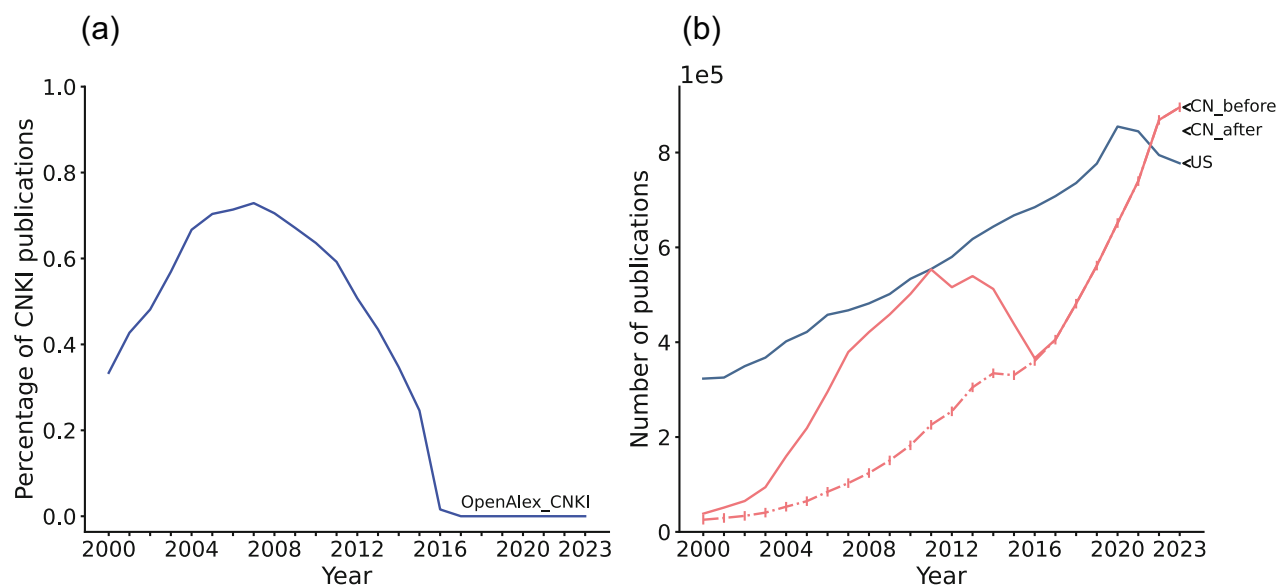 (a)
(b)
Percentage of CNKI publications
1.0
0.8
0.6
0.4
0.2
0.0
OpenAlex_CNKI
2000 2004 2008 2012 2016 2020 2023
Year
Number of publications
1e5
8
6
4
2
0
CN_before
CN_after
US
2000 2004 2008 2012 2016 2020 2023
Year